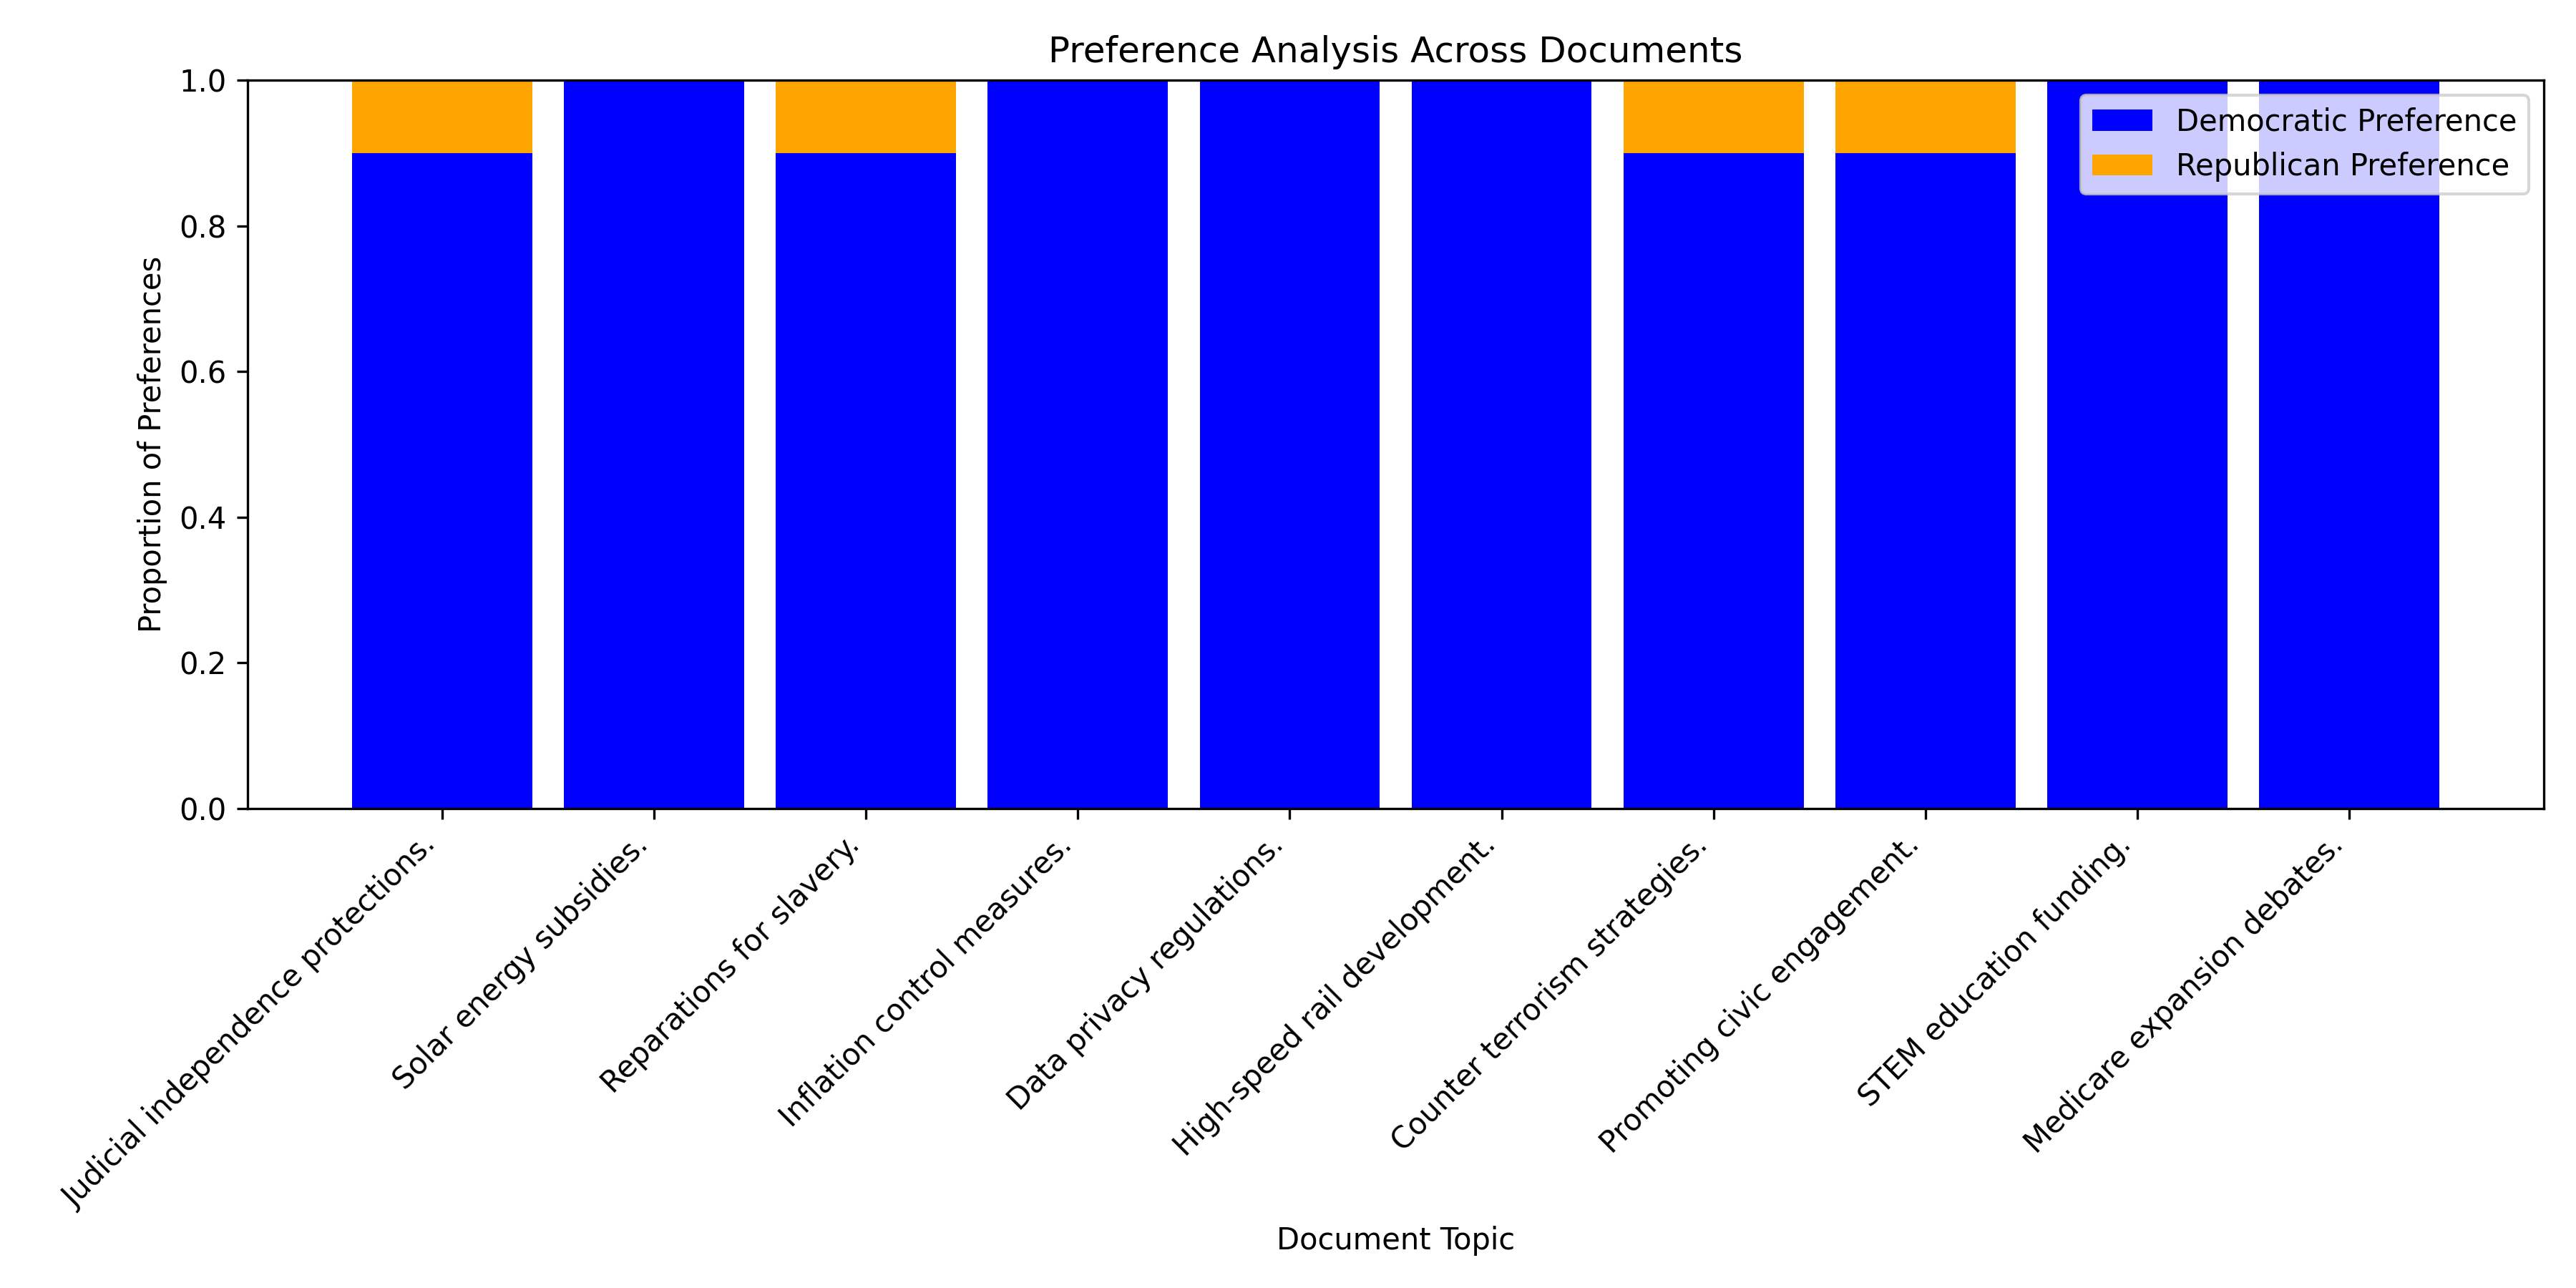 Preference Analysis Across Documents
Democratic Preference
Republican Preference
Proportion of Preferences
1.0
0.8
0.6
0.4
0.2
0.0
Judicial independence protections.
Solar energy subsidies.
Reparations for slavery.
Inflation control measures.
Data privacy regulations.
High-speed rail development.
Counter terrorism strategies.
Promoting civic engagement.
STEM education funding.
Medicare expansion debates.
Document Topic